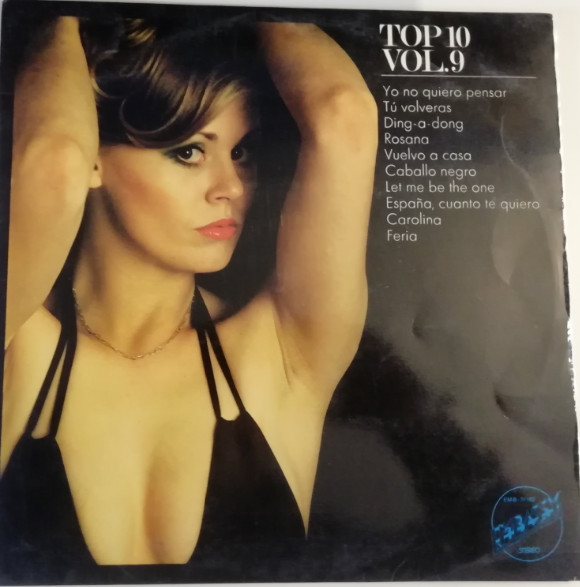 TOP 10
VOL.9
Yo no quiero pensar
Tú volveras
Ding-a-dong
Rosana
Vuelvo a casa
Caballo negro
Let me be the one
España, cuanto te quiero
Carolina
Feria
STEREO